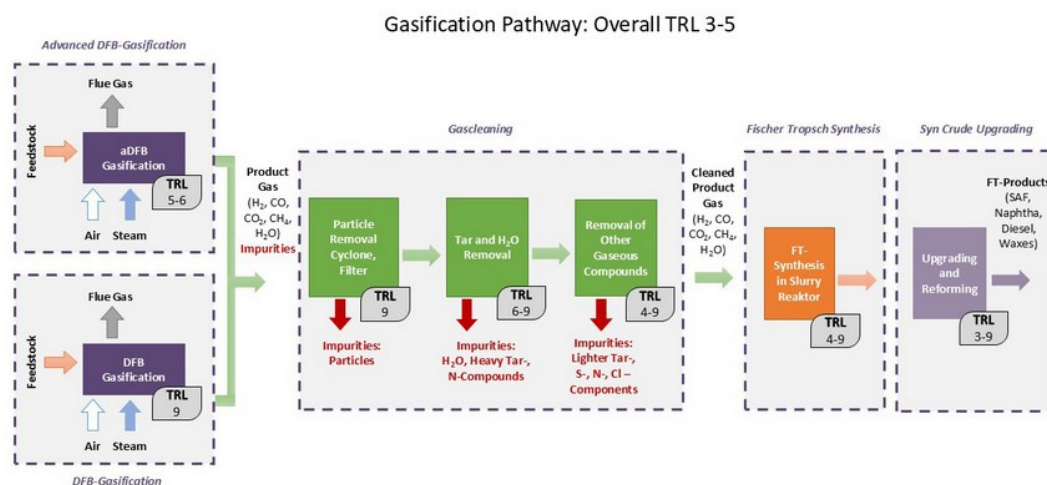 Gasification Pathway: Overall TRL 3-5
Advanced DFB-Gasification
Flue Gas
Feedstock
aDFB
Gasification
TRL
5-6
Air
Steam
Flue Gas
Feedstock
DFB
Gasification
TRL
9
Air
Steam
DFB-Gasification
Product
Gas
(H₂, CO,
CO₂, CH₄,
H₂O)
Impurities
Gascleaning
Particle
Removal
Cyclone,
Filter
TRL
9
Impurities:
Particles
Tar and H₂O
Removal
TRL
6-9
Impurities:
H₂O, Heavy Tar-,
N-Compounds
Removal of
Other
Gaseous
Compounds
TRL
4-9
Impurities:
Lighter Tar-,
S-, N-, Cl –
Components
Cleaned
Product
Gas
(H₂, CO,
CO₂, CH₄,
H₂O)
Fischer Tropsch Synthesis
FT-
Synthesis
in Slurry
Reaktor
TRL
4-9
Syn Crude Upgrading
Upgrading
and
Reforming
TRL
3-9
FT-Products
(SAF,
Naphtha,
Diesel,
Waxes)